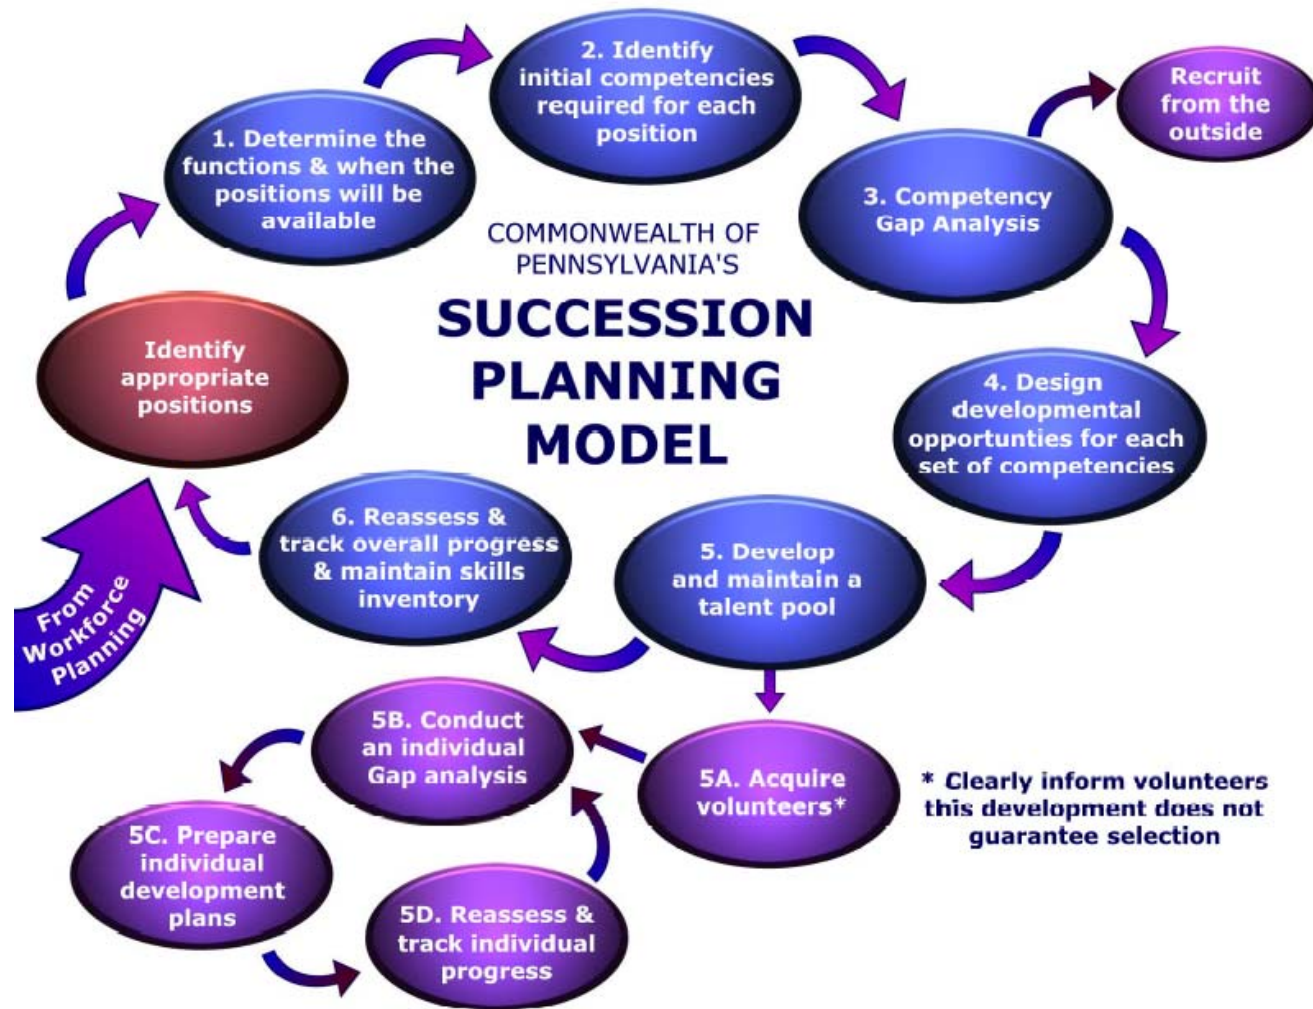 COMMONWEALTH OF
PENNSYLVANIA'S
SUCCESSION
PLANNING
MODEL
From
Workforce
Planning
Identify
appropriate
positions
1. Determine the
functions & when the
positions will be
available
2. Identify
initial competencies
required for each
position
3. Competency
Gap Analysis
Recruit
from the
outside
4. Design
developmental
opportunties for each
set of competencies
5. Develop
and maintain a
talent pool
6. Reassess &
track overall progress
& maintain skills
inventory
5A. Acquire
volunteers*
5B. Conduct
an individual
Gap analysis
5C. Prepare
individual
development
plans
5D. Reassess &
track individual
progress
* Clearly inform volunteers
this development does not
guarantee selection